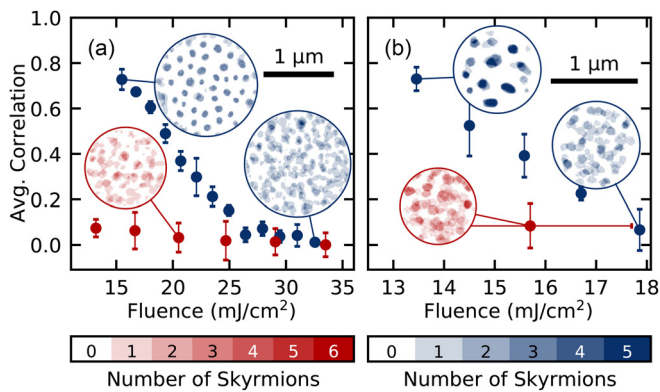 (a)
1 μm
(b)
1 μm
Avg. Correlation
1.0
0.8
0.6
0.4
0.2
0.0
15 20 25 30 35
13 14 15 16 17 18
Fluence (mJ/cm²)
Fluence (mJ/cm²)
0 1 2 3 4 5 6
0 1 2 3 4 5
Number of Skyrmions
Number of Skyrmions